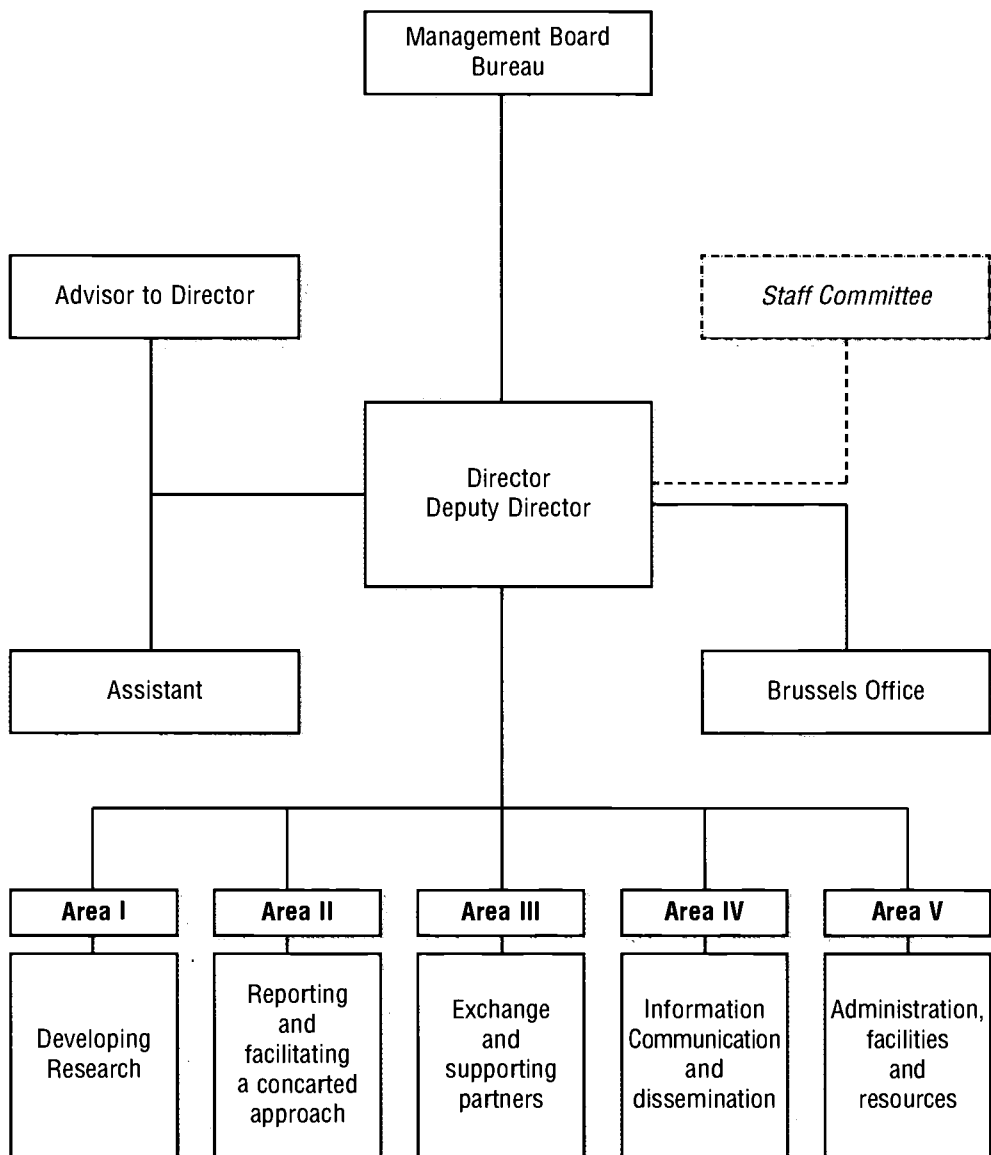 Management Board
Bureau
Advisor to Director
Staff Committee
Director
Deputy Director
Assistant
Brussels Office
Area I
Developing
Research
Area II
Reporting
and
facilitating
a concarted
approach
Area III
Exchange
and
supporting
partners
Area IV
Information
Communication
and
dissemination
Area V
Administration,
facilities
and
resources